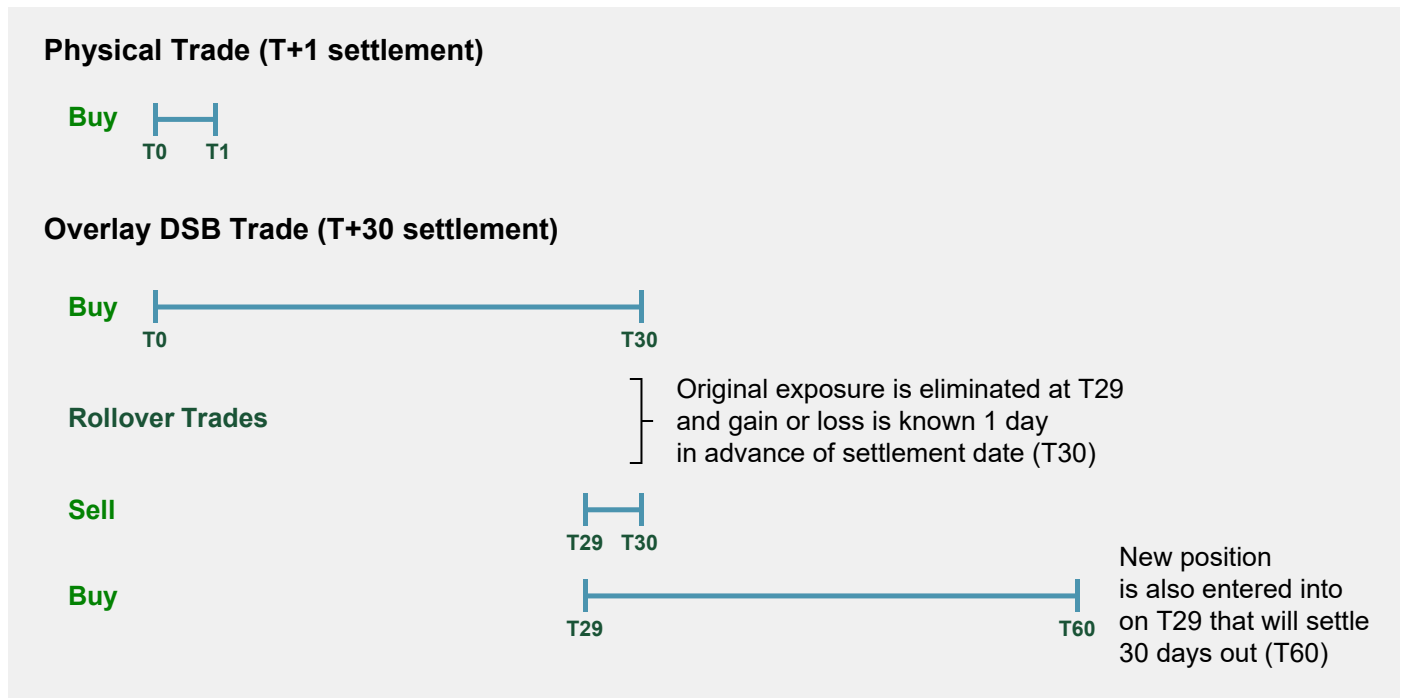 Physical Trade (T+1 settlement)
Buy
T0 T1
Overlay DSB Trade (T+30 settlement)
Buy
T0 T30
Rollover Trades
Original exposure is eliminated at T29
and gain or loss is known 1 day
in advance of settlement date (T30)
Sell
T29 T30
Buy
T29 T60
New position
is also entered into
on T29 that will settle
30 days out (T60)